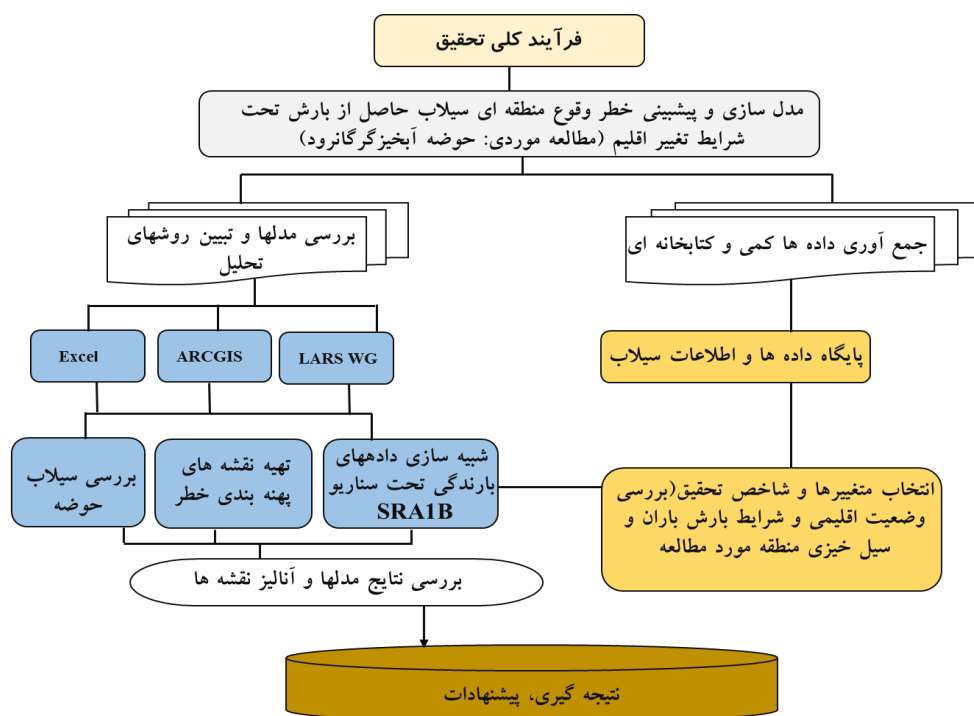 فرآیند کلی تحقیق
مدل سازی و پیشبینی خطر وقوع منطقه ای سیلاب حاصل از بارش تحت
شرایط تغییر اقلیم (مطالعه موردی: حوضه آبخیزگرگانرود)
جمع آوری داده ها کمی و کتابخانه ای
بررسی مدلها و تبیین روشهای
تحلیل
پایگاه داده ها و اطلاعات سیلاب
LARS WG
ARCGIS
Excel
انتخاب متغییرها و شاخص تحقیق(بررسی
وضعیت اقلیمی و شرایط بارش باران و
سیل خیزی منطقه مورد مطالعه
شبیه سازی دادههای
بارندگی تحت سناریو
SRA1B
تهیه نقشه های
پهنه بندی خطر
بررسی سیلاب
حوضه
بررسی نتایج مدلها و آنالیز نقشه ها
نتیجه گیری، پیشنهادات